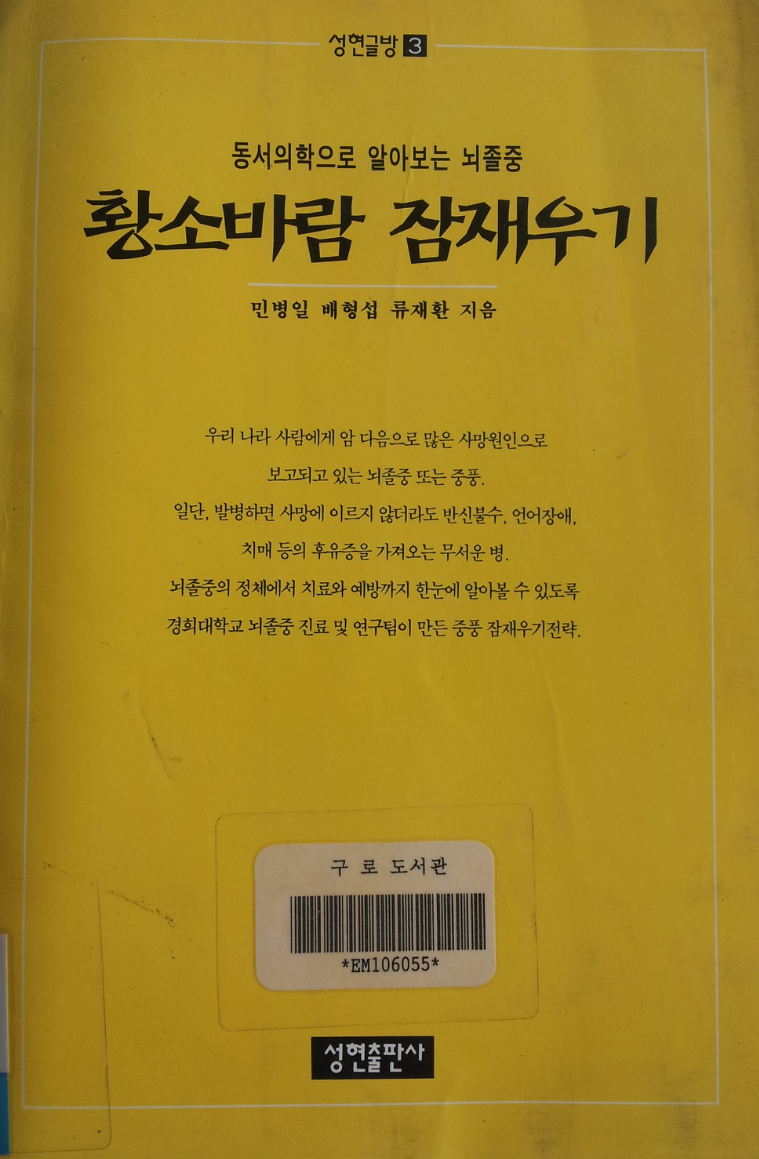 성현글방 3
동서의학으로 알아보는 뇌졸중
황소바람 잠재우기
민병일 배형섭 류재환 지음
우리 나라 사람에게 암 다음으로 많은 사망원인으로
보고되고 있는 뇌졸중 또는 중풍.
일단, 발병하면 사망에 이르지 않더라도 반신불수, 언어장애,
치매 등의 후유증을 가져오는 무서운 병.
뇌졸중의 정체에서 치료와 예방까지 한눈에 알아볼 수 있도록
경희대학교 뇌졸중 진료 및 연구팀이 만든 중풍 잠재우기전략.
구 로 도서관
*EM106055*
성현출판사